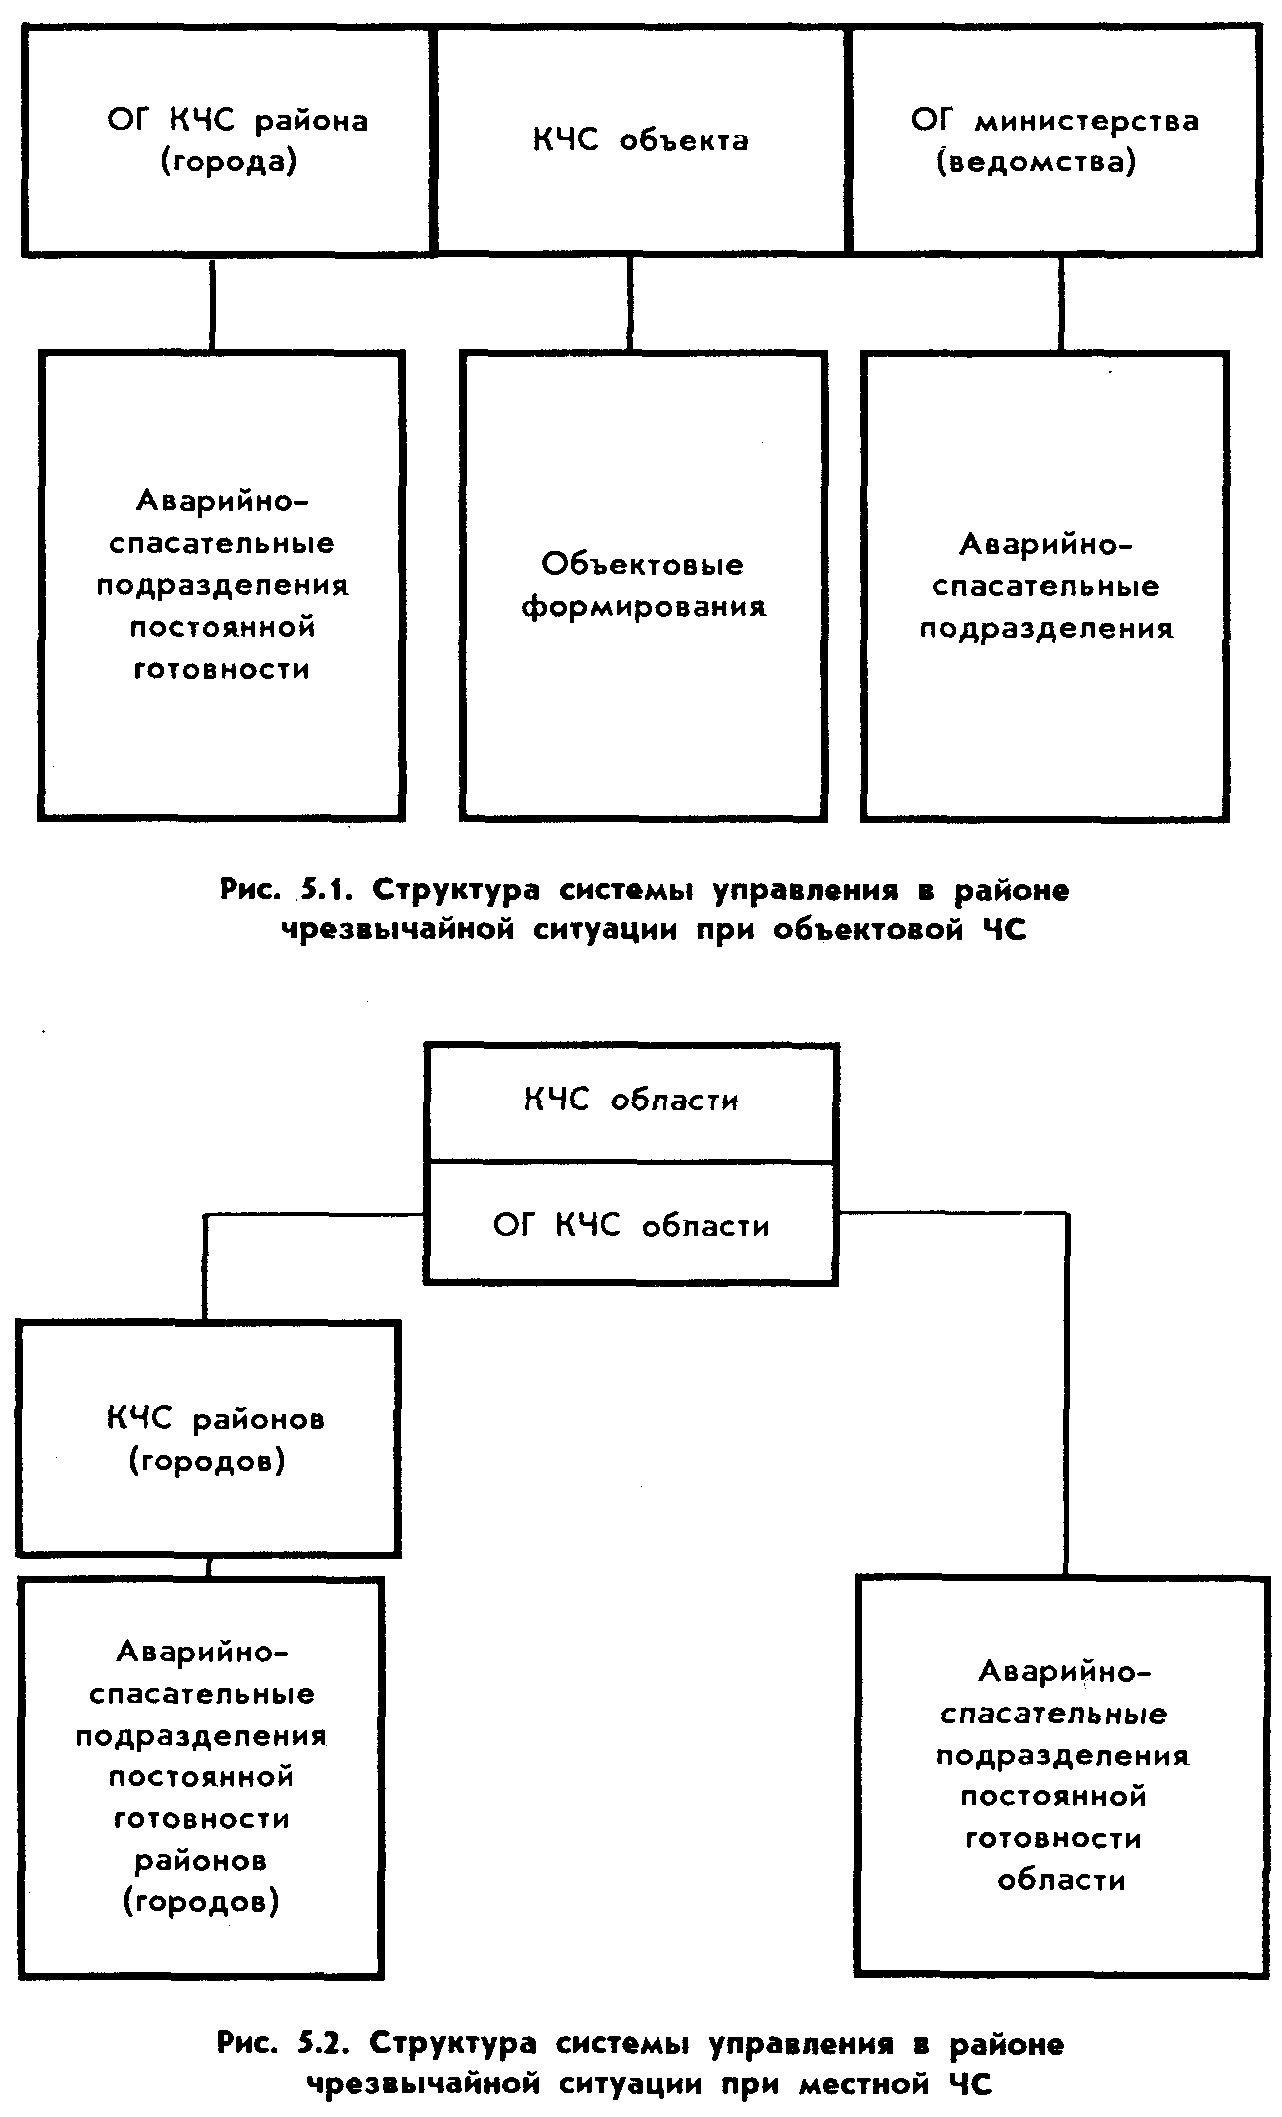 ОГ КЧС района
(города)
КЧС объекта
ОГ министерства
(ведомства)
Аварийно-
спасательные
подразделения
постоянной
готовности
Объектовые
формирования
Аварийно-
спасательные
подразделения
Рис. 5.1. Структура системы управления в районе
чрезвычайной ситуации при объектовой ЧС
КЧС области
ОГ КЧС области
КЧС районов
(городов)
Аварийно-
спасательные
подразделения
постоянной
готовности
районов
(городов)
Аварийно-
спасательные
подразделения
постоянной
готовности
области
Рис. 5.2. Структура системы управления в районе
чрезвычайной ситуации при местной ЧС